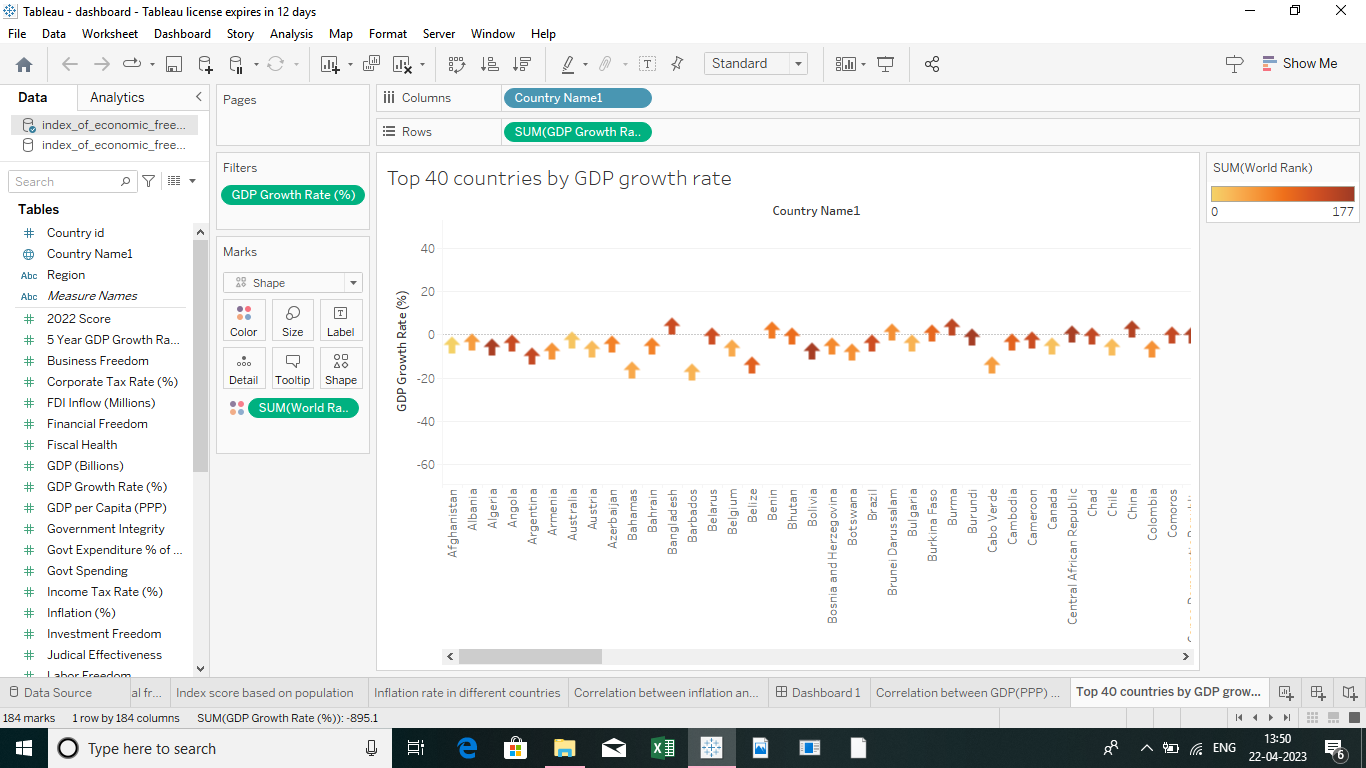 Tableau - dashboard - Tableau license expires in 12 days
File Data Worksheet Dashboard Story Analysis Map Format Server Window Help
Standard
Show Me
Data Analytics
index_of_economic_free...
index_of_economic_free...
Search
Tables
Country id
Country Name1
Abc Region
Abc Measure Names
2022 Score
5 Year GDP Growth Ra...
Business Freedom
Corporate Tax Rate (%)
FDI Inflow (Millions)
Financial Freedom
Fiscal Health
GDP (Billions)
GDP Growth Rate (%)
GDP per Capita (PPP)
Government Integrity
Govt Expenditure % of ...
Govt Spending
Income Tax Rate (%)
Inflation (%)
Investment Freedom
Judical Effectiveness
Labor Freedom
Pages
Filters
GDP Growth Rate (%)
Marks
Shape
Color Size Label
Detail Tooltip Shape
SUM(World Ra..
Columns Country Name1
Rows SUM(GDP Growth Ra..
Top 40 countries by GDP growth rate
Country Name1
GDP Growth Rate (%)
40
20
0
-20
-40
-60
Afghanistan
Albania
Algeria
Angola
Argentina
Armenia
Australia
Austria
Azerbaijan
Bahamas
Bahrain
Bangladesh
Barbados
Belarus
Belgium
Belize
Benin
Bhutan
Bolivia
Bosnia and Herzegovina
Botswana
Brazil
Brunei Darussalam
Bulgaria
Burkina Faso
Burma
Burundi
Cabo Verde
Cambodia
Cameroon
Canada
Central African Republic
Chad
Chile
China
Colombia
Comoros
SUM(World Rank)
0 177
Data Source al fr... Index score based on population Inflation rate in different countries Correlation between inflation an... Dashboard 1 Correlation between GDP(PPP) ... Top 40 countries by GDP grow...
184 marks 1 row by 184 columns SUM(GDP Growth Rate (%)): -895.1
Type here to search
ENG
13:50
22-04-2023
6